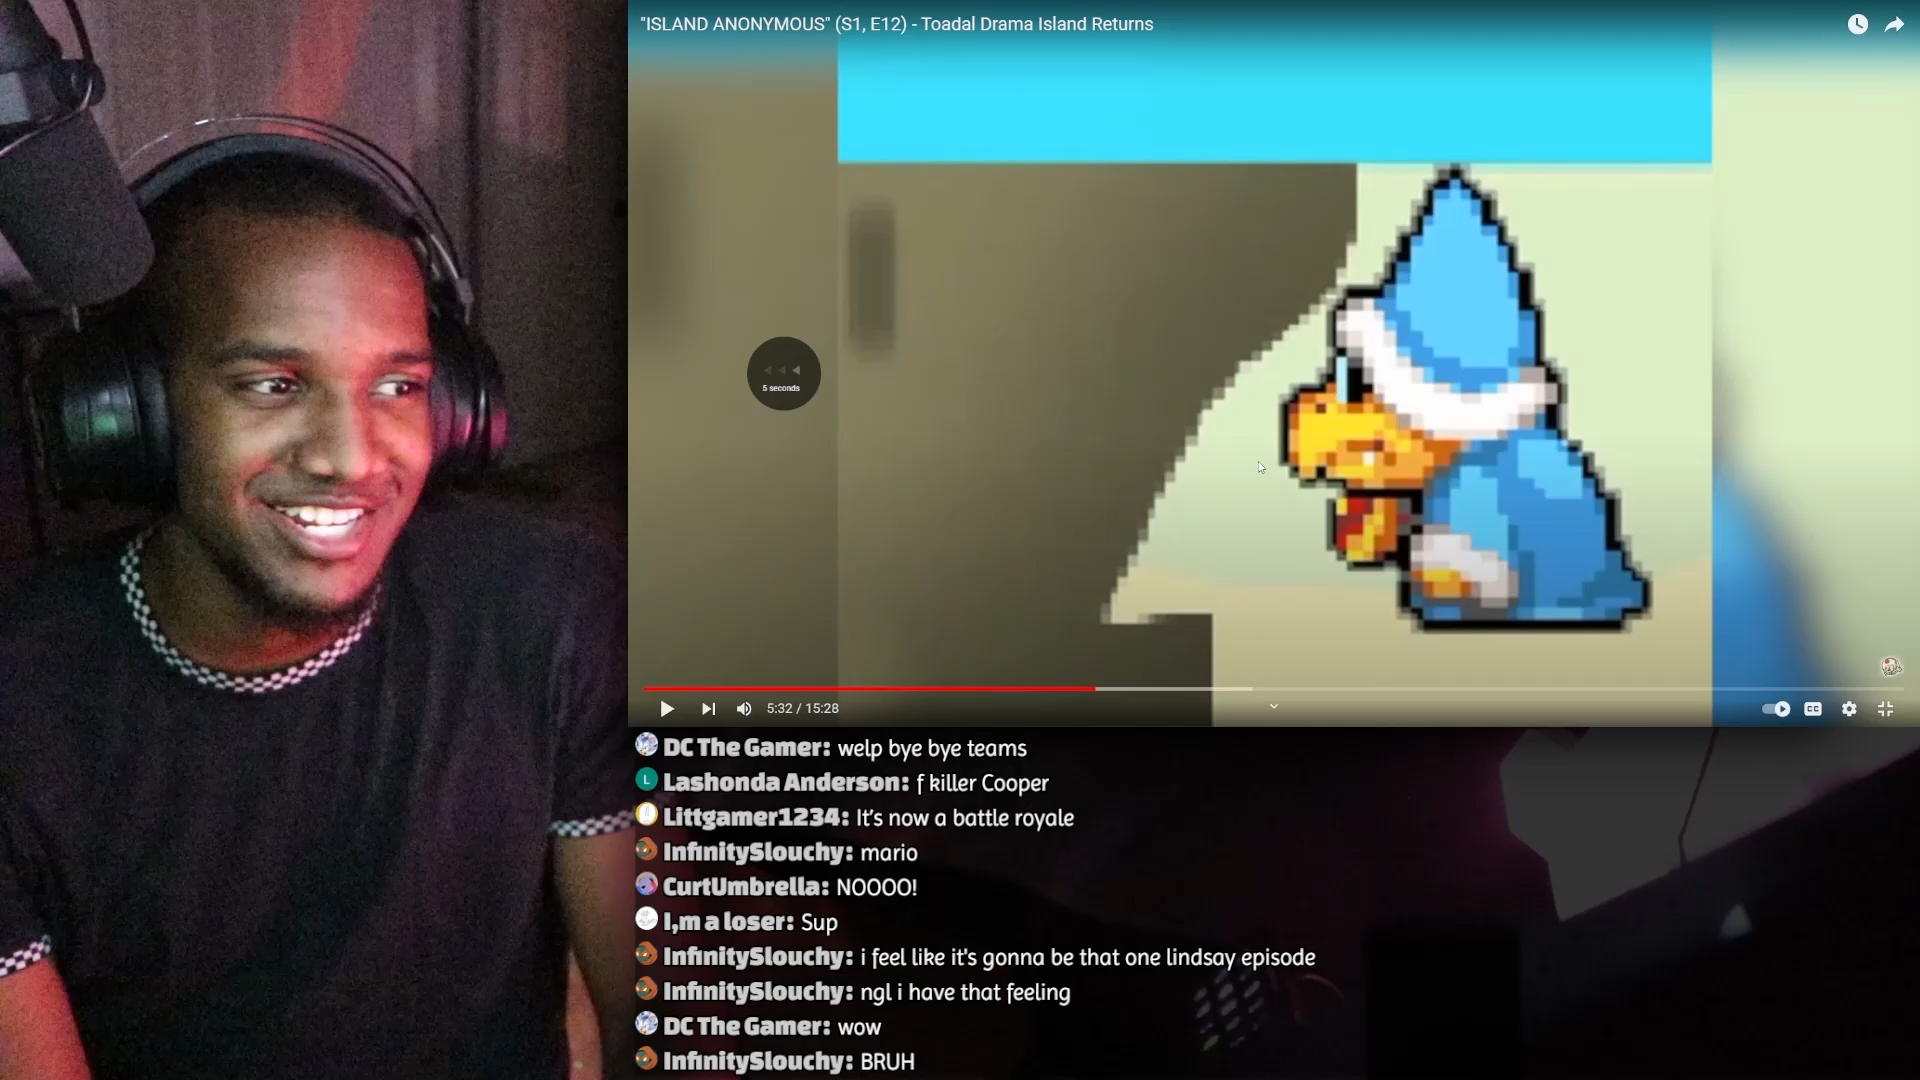 "ISLAND ANONYMOUS" (S1, E12) - Toadal Drama Island Returns
5 seconds
5:32 / 15:28
CC
DC The Gamer: welp bye bye teams
L
Lashonda Anderson: f killer Cooper
Littgamer1234: It's now a battle royale
InfinitySlouchy: mario
CurtUmbrella: NOOOO!
I,m a loser: Sup
InfinitySlouchy: i feel like it's gonna be that one lindsay episode
InfinitySlouchy: ngl i have that feeling
DC The Gamer: wow
InfinitySlouchy: BRUH